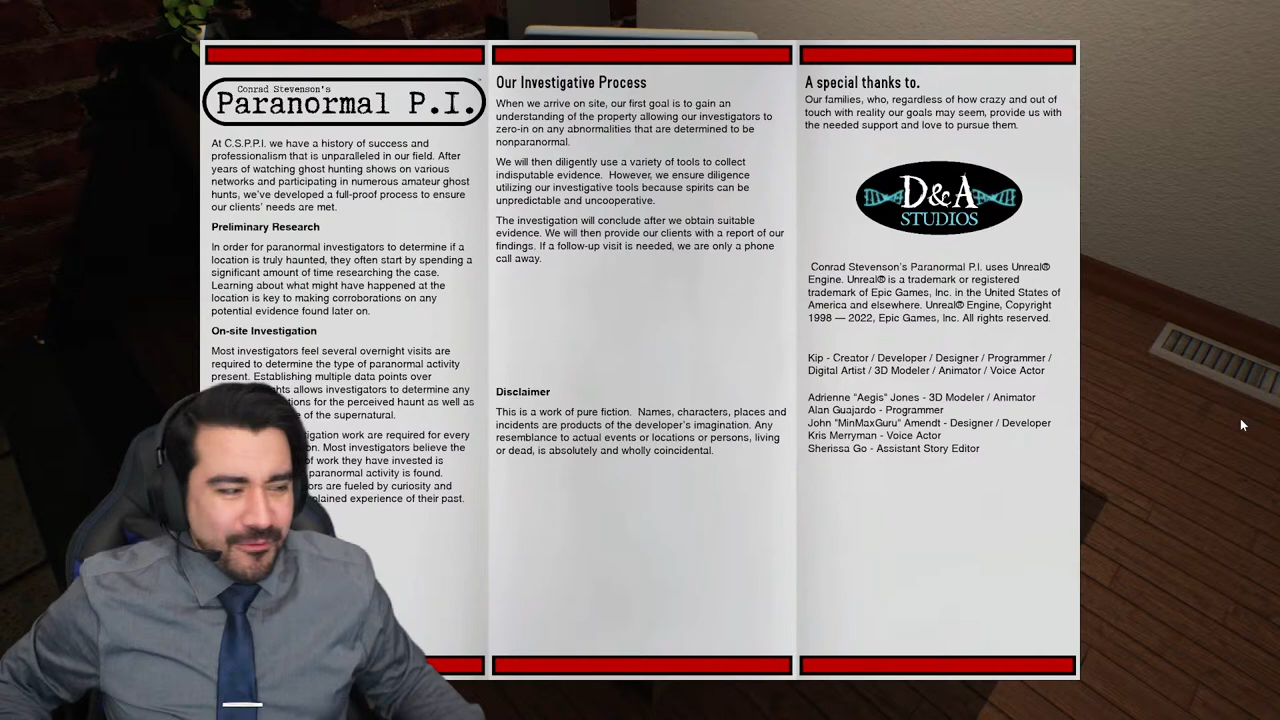 Conrad Stevenson's
Paranormal P.I.
At C.S.P.P.I. we have a history of success and
professionalism that is unparalleled in our field. After
years of watching ghost hunting shows on various
networks and participating in numerous amateur ghost
hunts, we've developed a full-proof process to ensure
our clients' needs are met.
Preliminary Research
In order for paranormal investigators to determine if a
location is truly haunted, they often start by spending a
significant amount of time researching the case.
Learning about what might have happened at the
location is key to making corroborations on any
potential evidence found later on.
On-site Investigation
Most investigators feel several overnight visits are
required to determine the type of paranormal activity
present. Establishing multiple data points over
allows investigators to determine any
for the perceived haunt as well as
of the supernatural.
work are required for every
Most investigators believe the
of work they have invested is
paranormal activity is found.
are fueled by curiosity and
experience of their past.
Our Investigative Process
When we arrive on site, our first goal is to gain an
understanding of the property allowing our investigators to
zero-in on any abnormalities that are determined to be
nonparanormal.
We will then diligently use a variety of tools to collect
indisputable evidence.  However, we ensure diligence
utilizing our investigative tools because spirits can be
unpredictable and uncooperative.
The investigation will conclude after we obtain suitable
evidence. We will then provide our clients with a report of our
findings. If a follow-up visit is needed, we are only a phone
call away.
Disclaimer
This is a work of pure fiction.  Names, characters, places and
incidents are products of the developer's imagination. Any
resemblance to actual events or locations or persons, living
or dead, is absolutely and wholly coincidental.
A special thanks to.
Our families, who, regardless of how crazy and out of
touch with reality our goals may seem, provide us with
the needed support and love to pursue them.
D&A
STUDIOS
Conrad Stevenson's Paranormal P.I. uses Unreal®
Engine. Unreal® is a trademark or registered
trademark of Epic Games, Inc. in the United States of
America and elsewhere. Unreal® Engine, Copyright
1998 — 2022, Epic Games, Inc. All rights reserved.
Kip - Creator / Developer / Designer / Programmer /
Digital Artist / 3D Modeler / Animator / Voice Actor
Adrienne "Aegis" Jones - 3D Modeler / Animator
Alan Guajardo - Programmer
John "MinMaxGuru" Amendt - Designer / Developer
Kris Merryman - Voice Actor
Sherissa Go - Assistant Story Editor